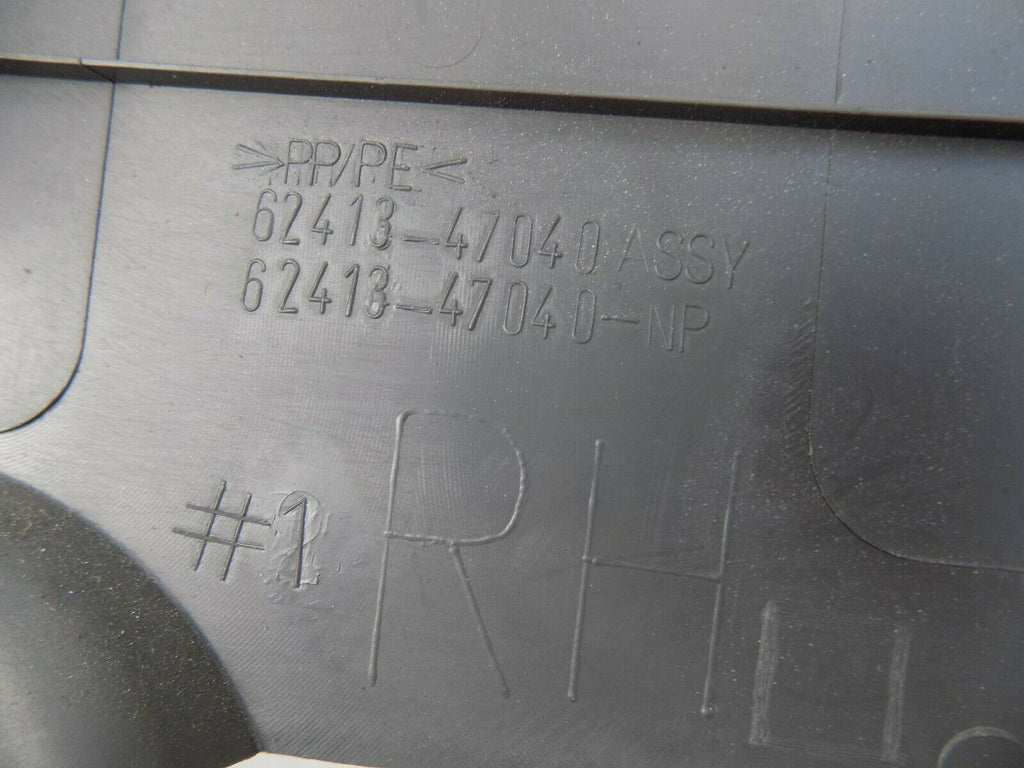 >PP/PE<
62413-47040 ASSY
62413-47040-NP
#1 RH